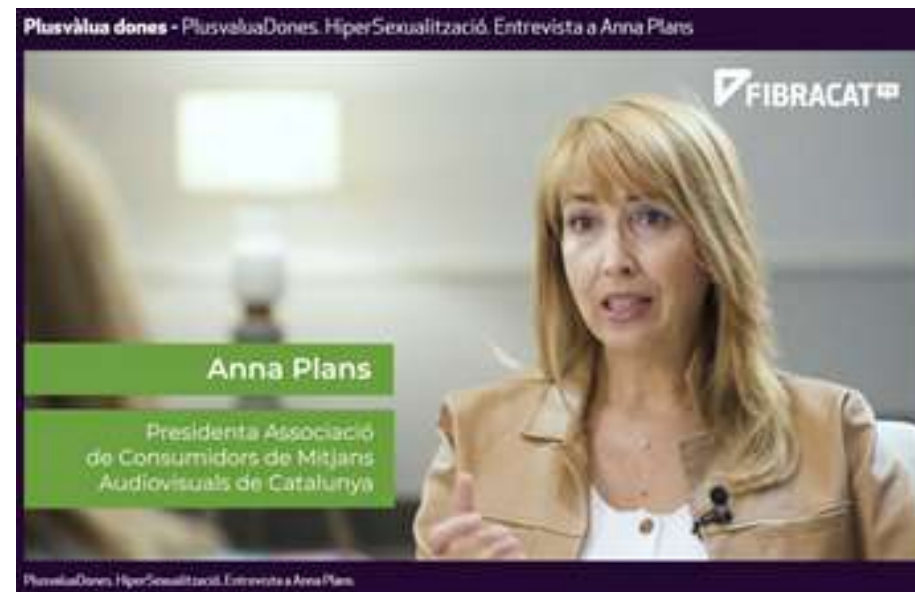 Plusvàlua dones - PlusvaluaDones. HiperSexualització. Entrevista a Anna Plans
FIBRACAT
Anna Plans
Presidenta Associació
de Consumidors de Mitjans
Audiovisuals de Catalunya
PlusvaluaDones. HiperSexualització. Entrevista a Anna Plans